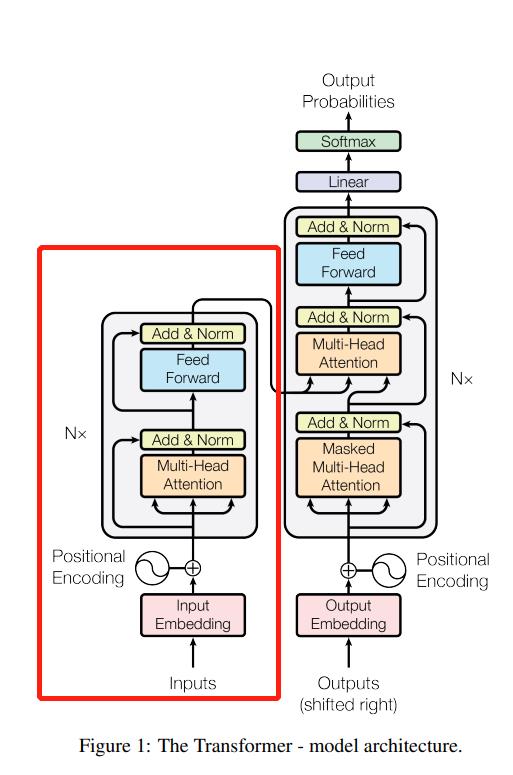 Output
Probabilities
Softmax
Linear
Add & Norm
Feed
Forward
Add & Norm
Multi-Head
Attention
Add & Norm
Masked
Multi-Head
Attention
Nx
Positional
Encoding
Output
Embedding
Outputs
(shifted right)
Add & Norm
Feed
Forward
Add & Norm
Multi-Head
Attention
Nx
Positional
Encoding
Input
Embedding
Inputs
Figure 1: The Transformer - model architecture.